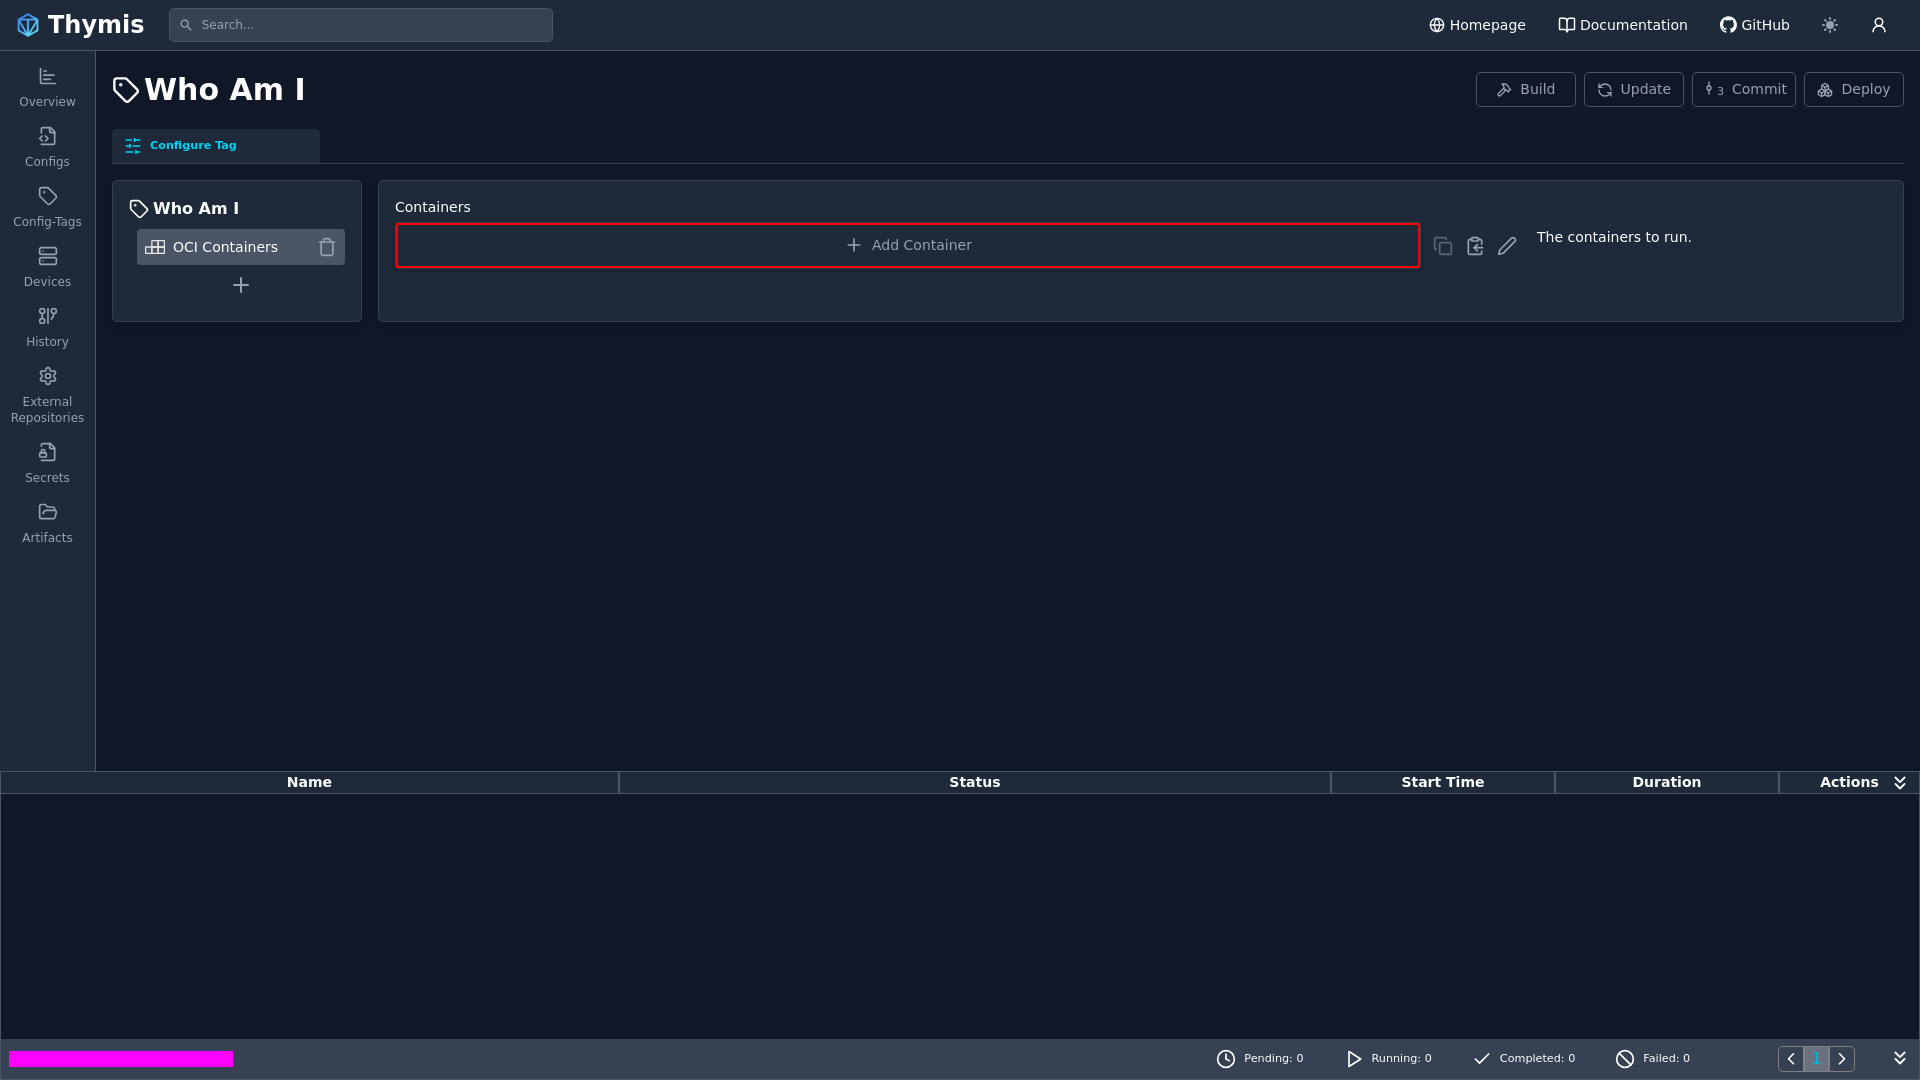 Thymis
Search...
Homepage
Documentation
GitHub
Overview
Configs
Config-Tags
Devices
History
External
Repositories
Secrets
Artifacts
Who Am I
Build
Update
3 Commit
Deploy
Configure Tag
Who Am I
OCI Containers
Containers
Add Container
The containers to run.
Name Status Start Time Duration Actions
Pending: 0 Running: 0 Completed: 0 Failed: 0 1